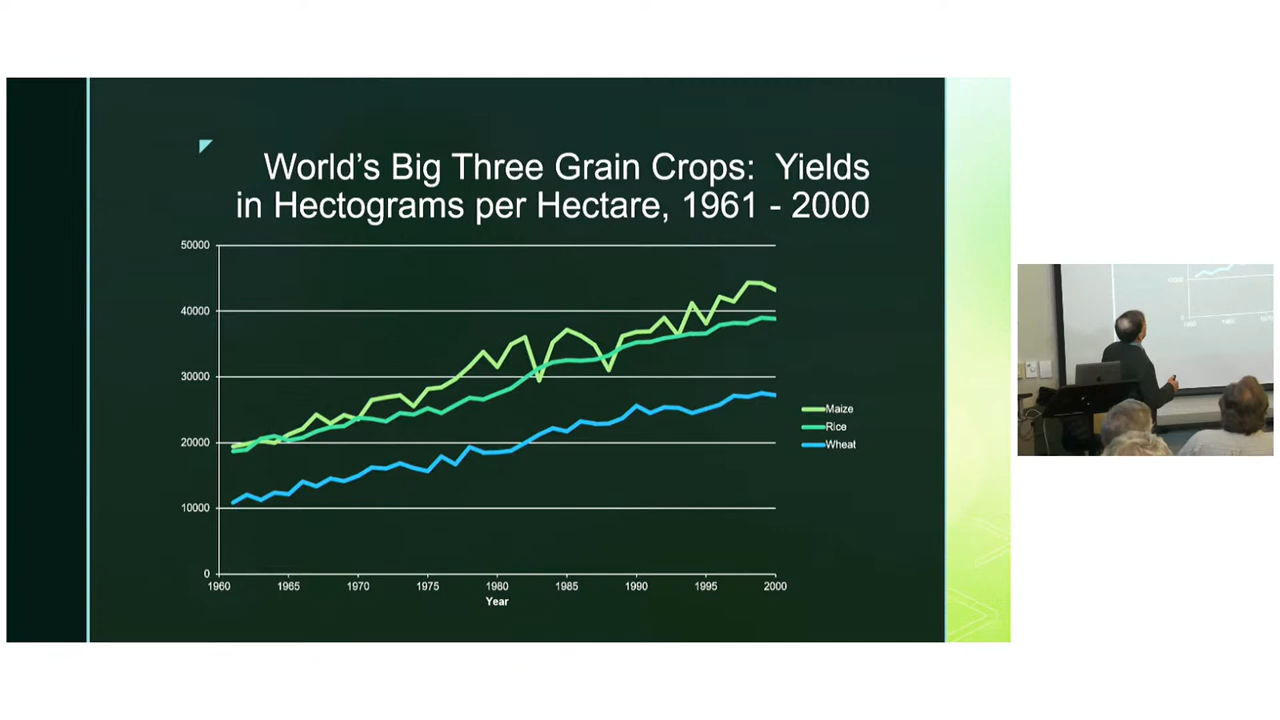 World's Big Three Grain Crops: Yields
in Hectograms per Hectare, 1961 - 2000
50000
40000
30000
20000
10000
0
1960 1965 1970 1975 1980 1985 1990 1995 2000
Year
Maize
Rice
Wheat